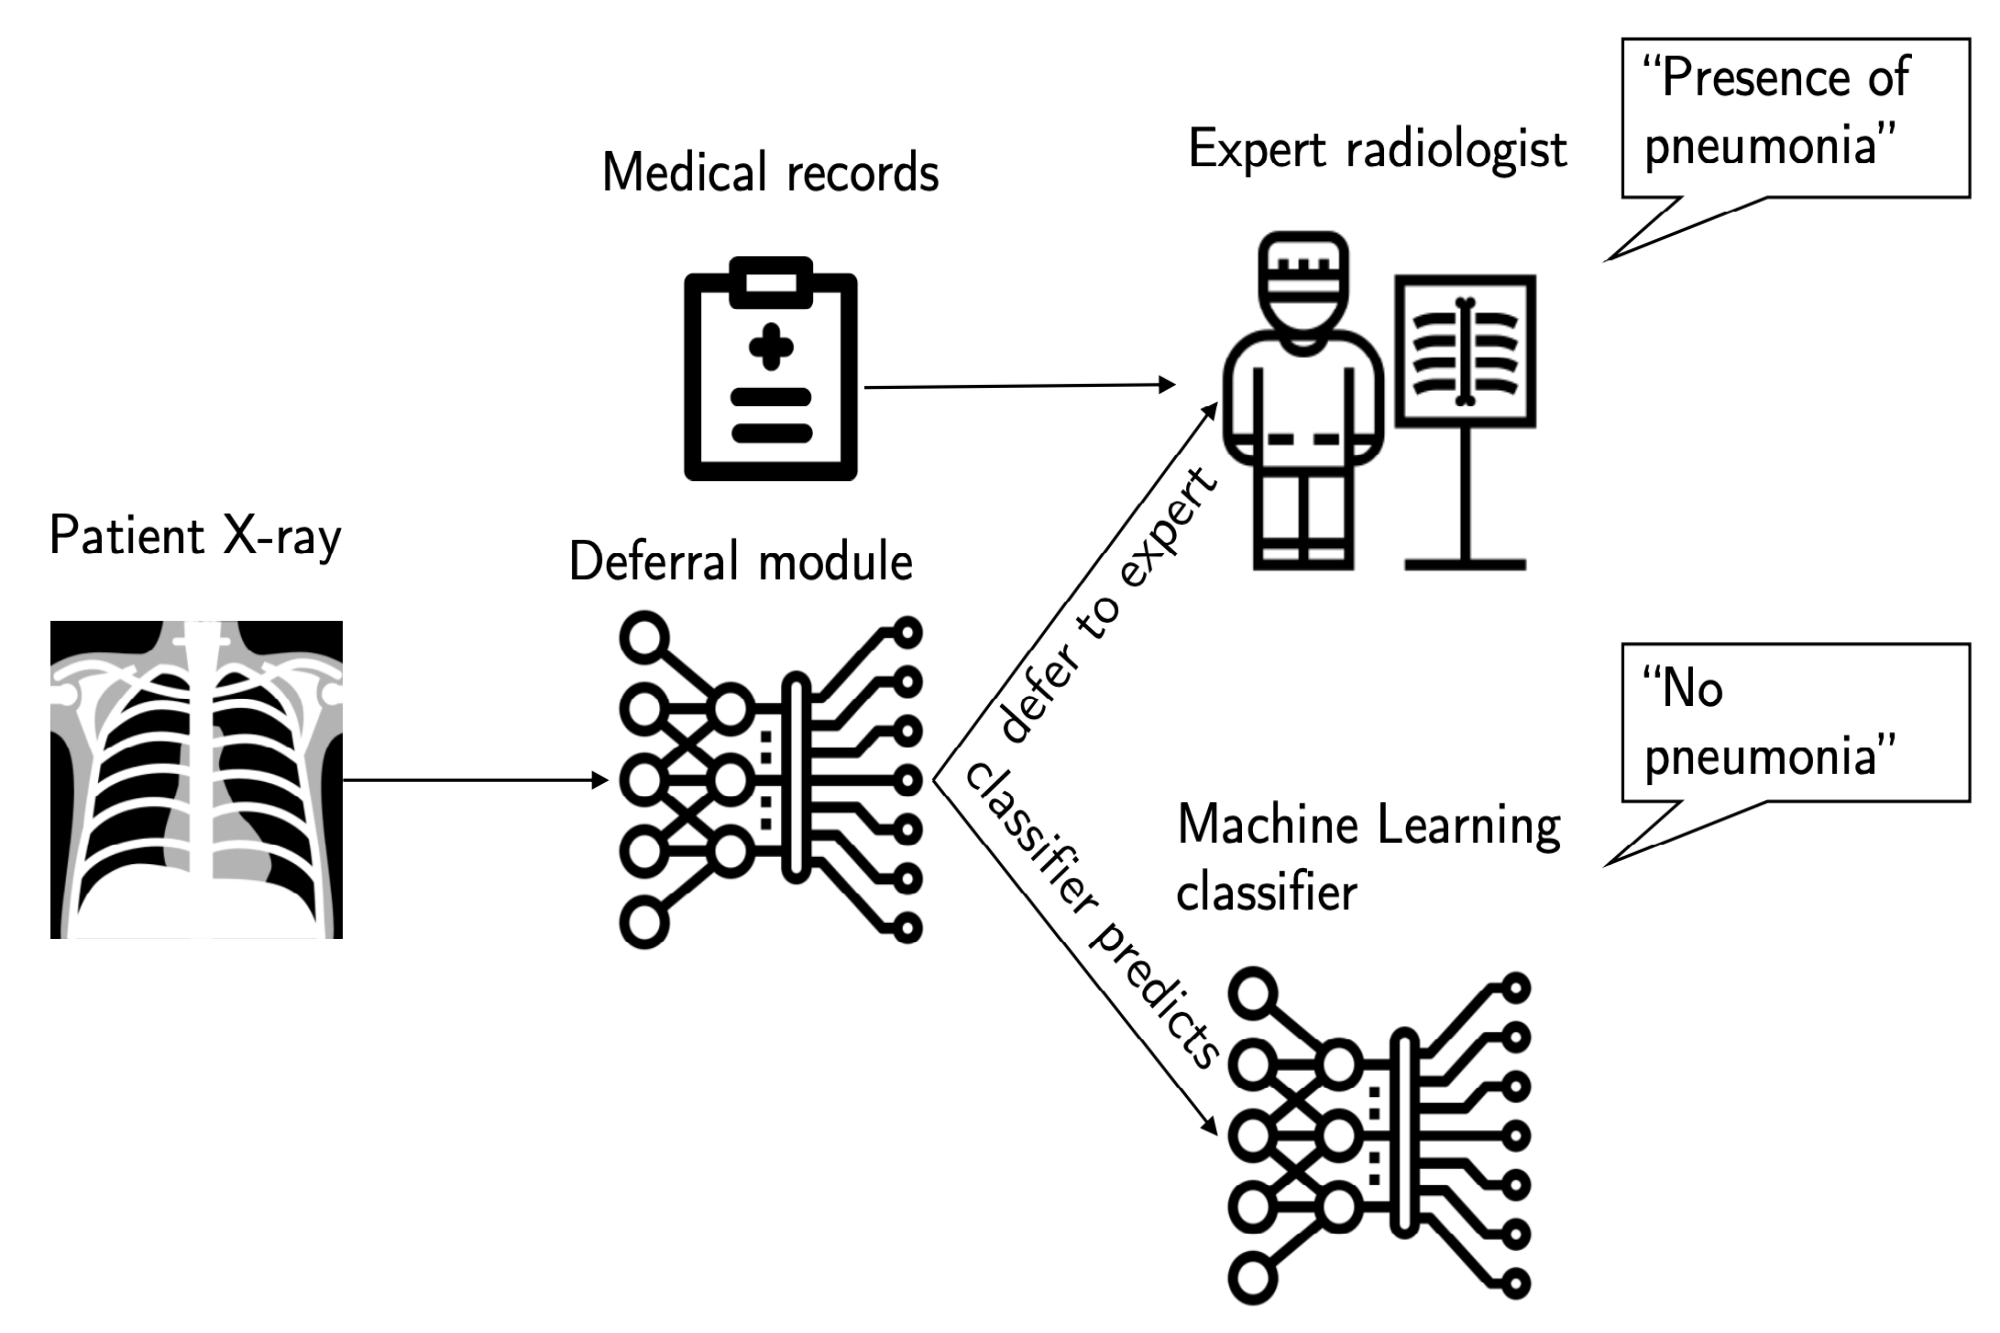 “Presence of
pneumonia”
Expert radiologist
Medical records
Patient X-ray
Deferral module
defer to expert
classifier predicts
“No
pneumonia”
Machine Learning
classifier